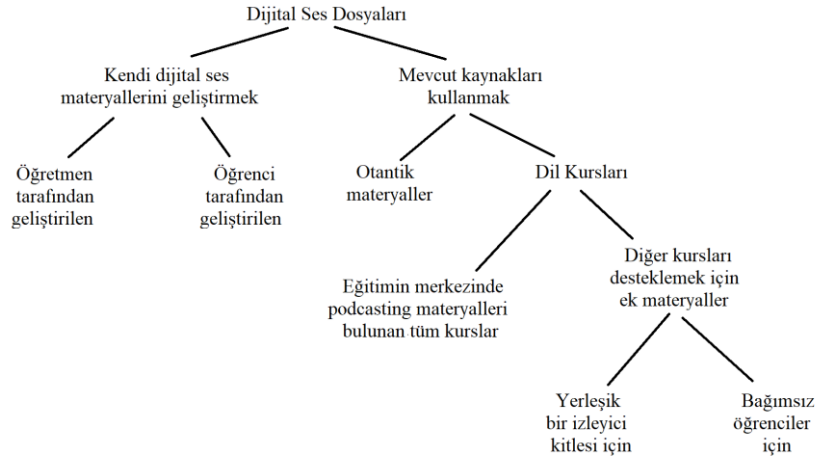 Dijital Ses Dosyaları
Kendi dijital ses
materyallerini geliştirmek
Mevcut kaynakları
kullanmak
Öğretmen
tarafından
geliştirilen
Öğrenci
tarafından
geliştirilen
Otantik
materyaller
Dil Kursları
Eğitimin merkezinde
podcasting materyalleri
bulunan tüm kurslar
Diğer kursları
desteklemek için
ek materyaller
Yerleşik
bir izleyici
kitlesi için
Bağımsız
öğrenciler
için